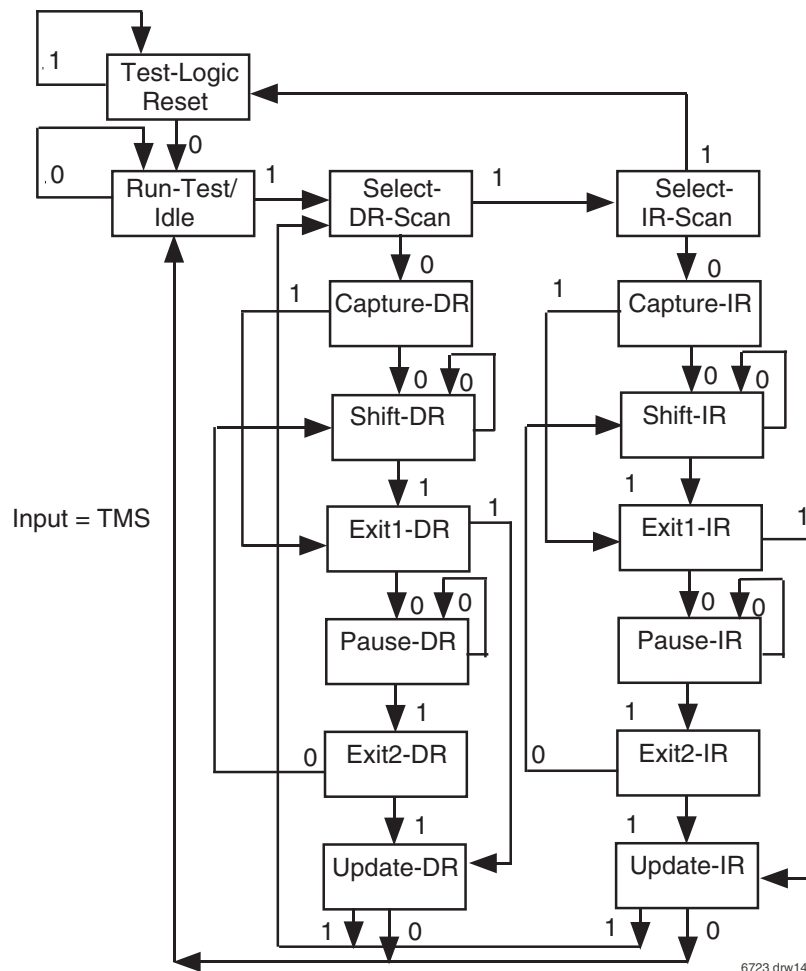 1
Test-Logic
Reset
0
0
Run-Test/
Idle
1
Select-
DR-Scan
1
Select-
IR-Scan
1
0
0
1
Capture-DR
1
Capture-IR
0
0
0
0
Shift-DR
Shift-IR
1
1
Input = TMS
Exit1-DR
1
Exit1-IR
1
0
0
0
0
Pause-DR
Pause-IR
1
1
0
Exit2-DR
0
Exit2-IR
1
1
Update-DR
Update-IR
1
0
1
0
6723 drw14